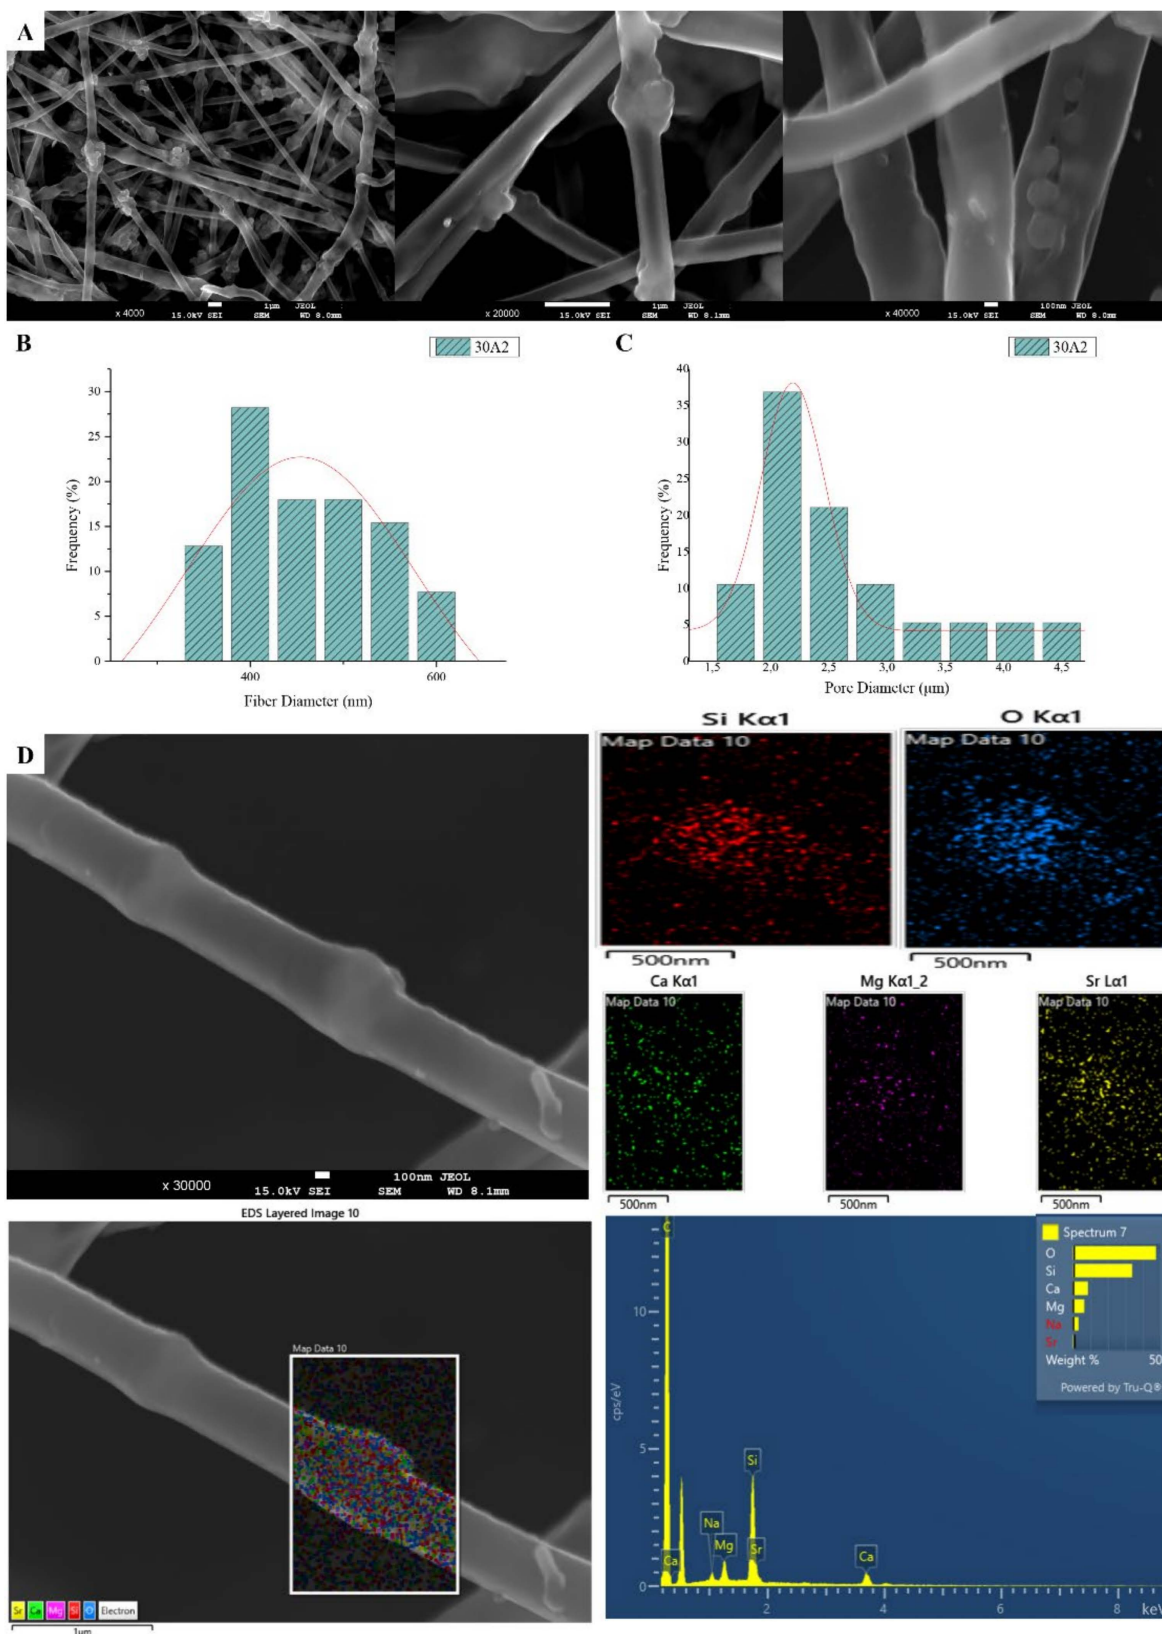 A
x 4000
1µm JEOL
15.0kV SEI SEM WD 8.0mm
x 20000
1µm JEOL
15.0kV SEI SEM WD 8.1mm
x 40000
100nm JEOL
15.0kV SEI SEM WD 8.0mm
B
30A2
30
25
20
15
10
5
0
Frequency (%)
400 600
Fiber Diameter (nm)
C
30A2
40
35
30
25
20
15
10
5
0
Frequency (%)
1,5 2,0 2,5 3,0 3,5 4,0 4,5
Pore Diameter (µm)
D
x 30000
100nm JEOL
15.0kV SEI SEM WD 8.1mm
Si Kα1
Map Data 10
500nm
O Kα1
Map Data 10
500nm
Ca Kα1
Map Data 10
500nm
Mg Kα1_2
Map Data 10
500nm
Sr Lα1
Map Data 10
500nm
EDS Layered Image 10
Map Data 10
Sr Ca Mg Si O Electron
1µm
C
Spectrum 7
O
Si
Ca
Mg
Na
Sr
Weight % 50
Powered by Tru-Q®
10
5
0
cps/eV
Si
Na
Mg
Sr
Ca
Ca
2 4 6 8 keV